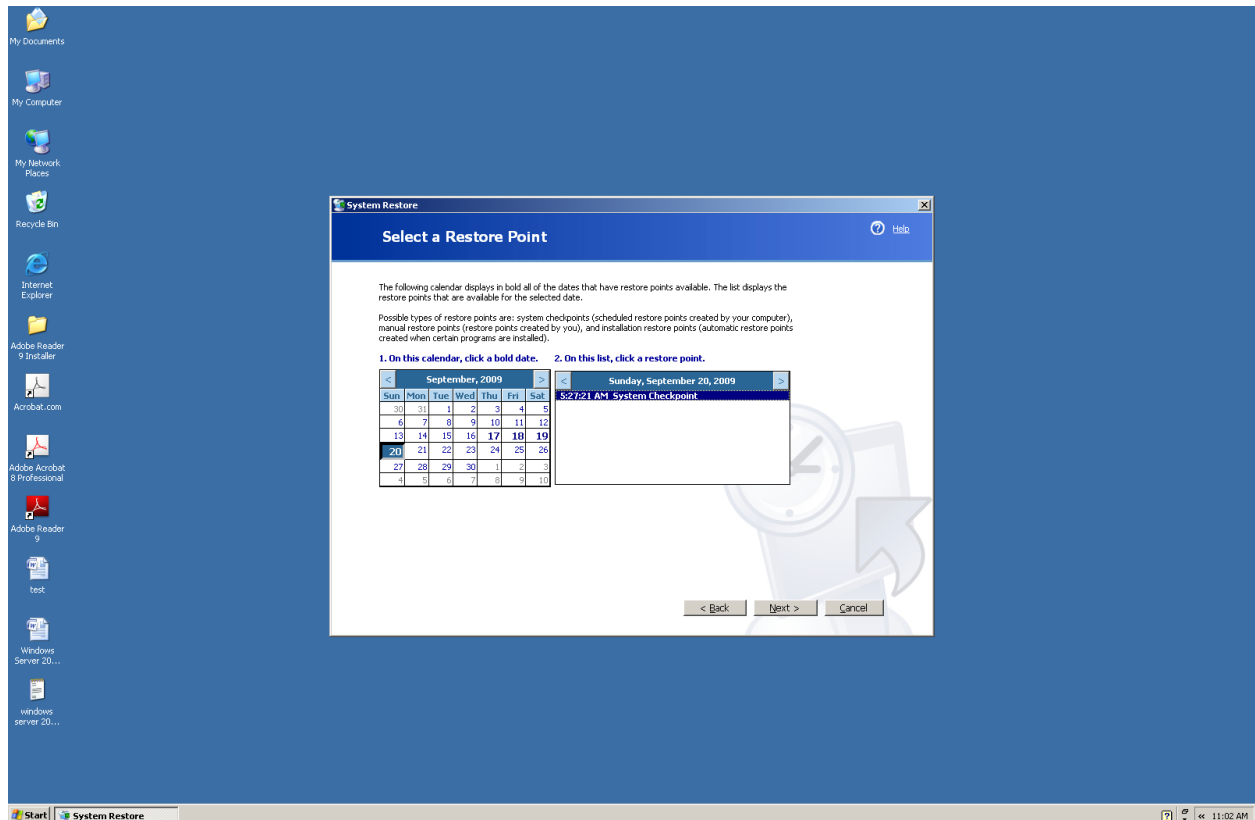 My Documents
My Computer
My Network
Places
Recycle Bin
Internet
Explorer
Adobe Reader
9 Installer
Acrobat.com
Adobe Acrobat
8 Professional
Adobe Reader
9
test
Windows
Server 20...
windows
server 20...
System Restore
Select a Restore Point
Help
The following calendar displays in bold all of the dates that have restore points available. The list displays the
restore points that are available for the selected date.
Possible types of restore points are: system checkpoints (scheduled restore points created by your computer),
manual restore points (restore points created by you), and installation restore points (automatic restore points
created when certain programs are installed).
1. On this calendar, click a bold date. 2. On this list, click a restore point.
< September, 2009 >
Sun Mon Tue Wed Thu Fri Sat
30 31 1 2 3 4 5
6 7 8 9 10 11 12
13 14 15 16 17 18 19
20 21 22 23 24 25 26
27 28 29 30 1 2 3
4 5 6 7 8 9 10
< Sunday, September 20, 2009 >
5:27:21 AM System Checkpoint
< Back Next > Cancel
Start System Restore ? « 11:02 AM